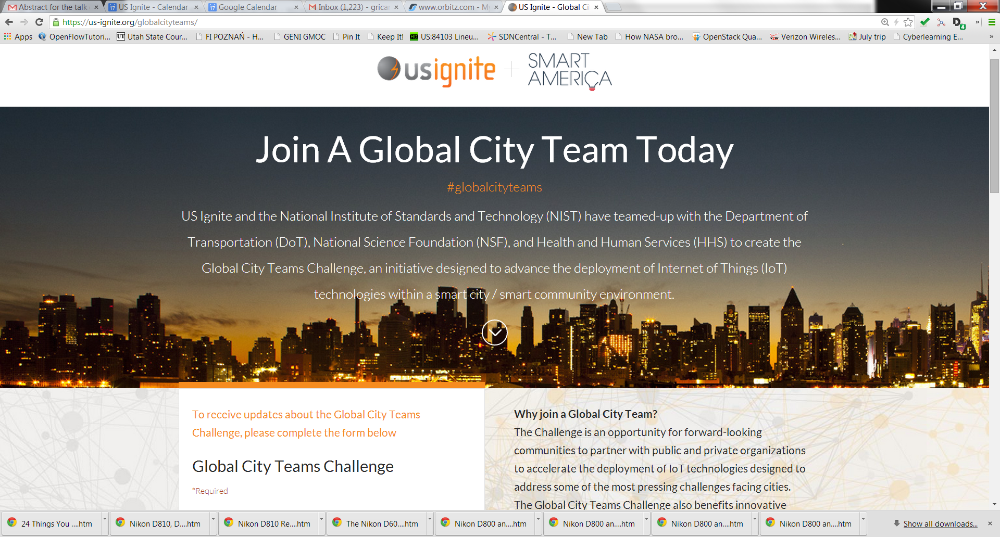 Abstract for the talk
US Ignite - Calendar
Google Calendar
Inbox (1,223) - grican
www.orbitz.com - My
US Ignite - Global Cit
https://us-ignite.org/globalcityteams/
Apps
OpenFlowTutori...
Utah State Cour...
FI POZNAŃ - H...
GENI GMOC
Pin It
Keep It!
US:84103 Lineu...
SDNCentral - T...
New Tab
How NASA bro...
OpenStack Qua...
Verizon Wireles...
July trip
Cyberlearning E...
usignite
SMART
AMERICA
Join A Global City Team Today
#globalcityteams
US Ignite and the National Institute of Standards and Technology (NIST) have teamed-up with the Department of
Transportation (DoT), National Science Foundation (NSF), and Health and Human Services (HHS) to create the
Global City Teams Challenge, an initiative designed to advance the deployment of Internet of Things (IoT)
technologies within a smart city / smart community environment.
To receive updates about the Global City Teams
Challenge, please complete the form below
Global City Teams Challenge
*Required
Why join a Global City Team?
The Challenge is an opportunity for forward-looking
communities to partner with public and private organizations
to accelerate the deployment of IoT technologies designed to
address some of the most pressing challenges facing cities.
The Global City Teams Challenge also benefits innovative
24 Things You ....htm
Nikon D810, D....htm
Nikon D810 Re....htm
The Nikon D60....htm
Nikon D800 an....htm
Nikon D800 an....htm
Nikon D800 an....htm
Nikon D800 an....htm
Show all downloads...